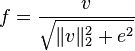 f = \frac{v}{\sqrt{\|v\|_2^2 + e^2}}